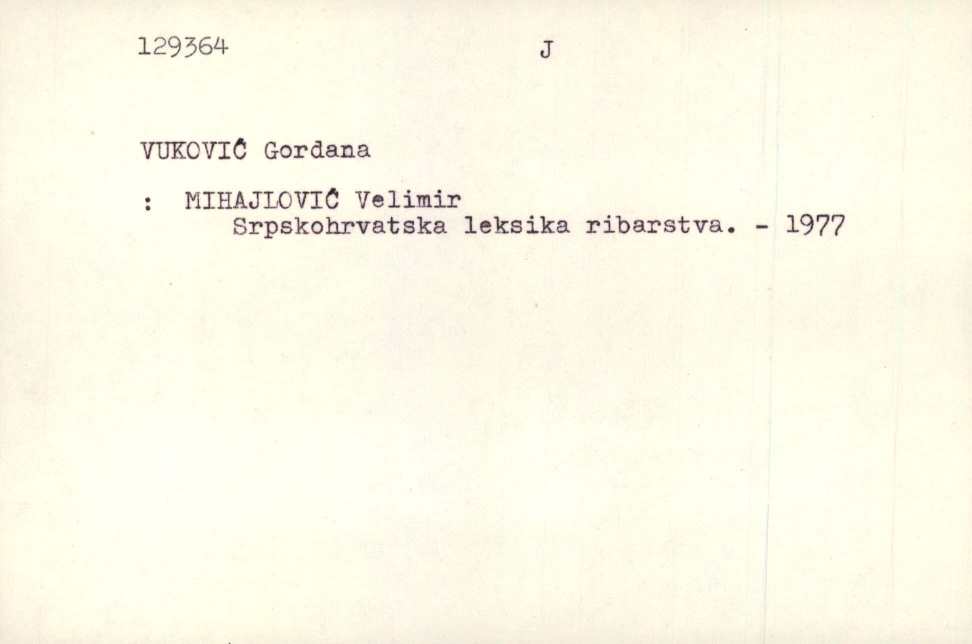 129364 J
VUKOVIĆ Gordana
: MIHAJLOVIĆ Velimir
Srpskohrvatska leksika ribarstva. - 1977